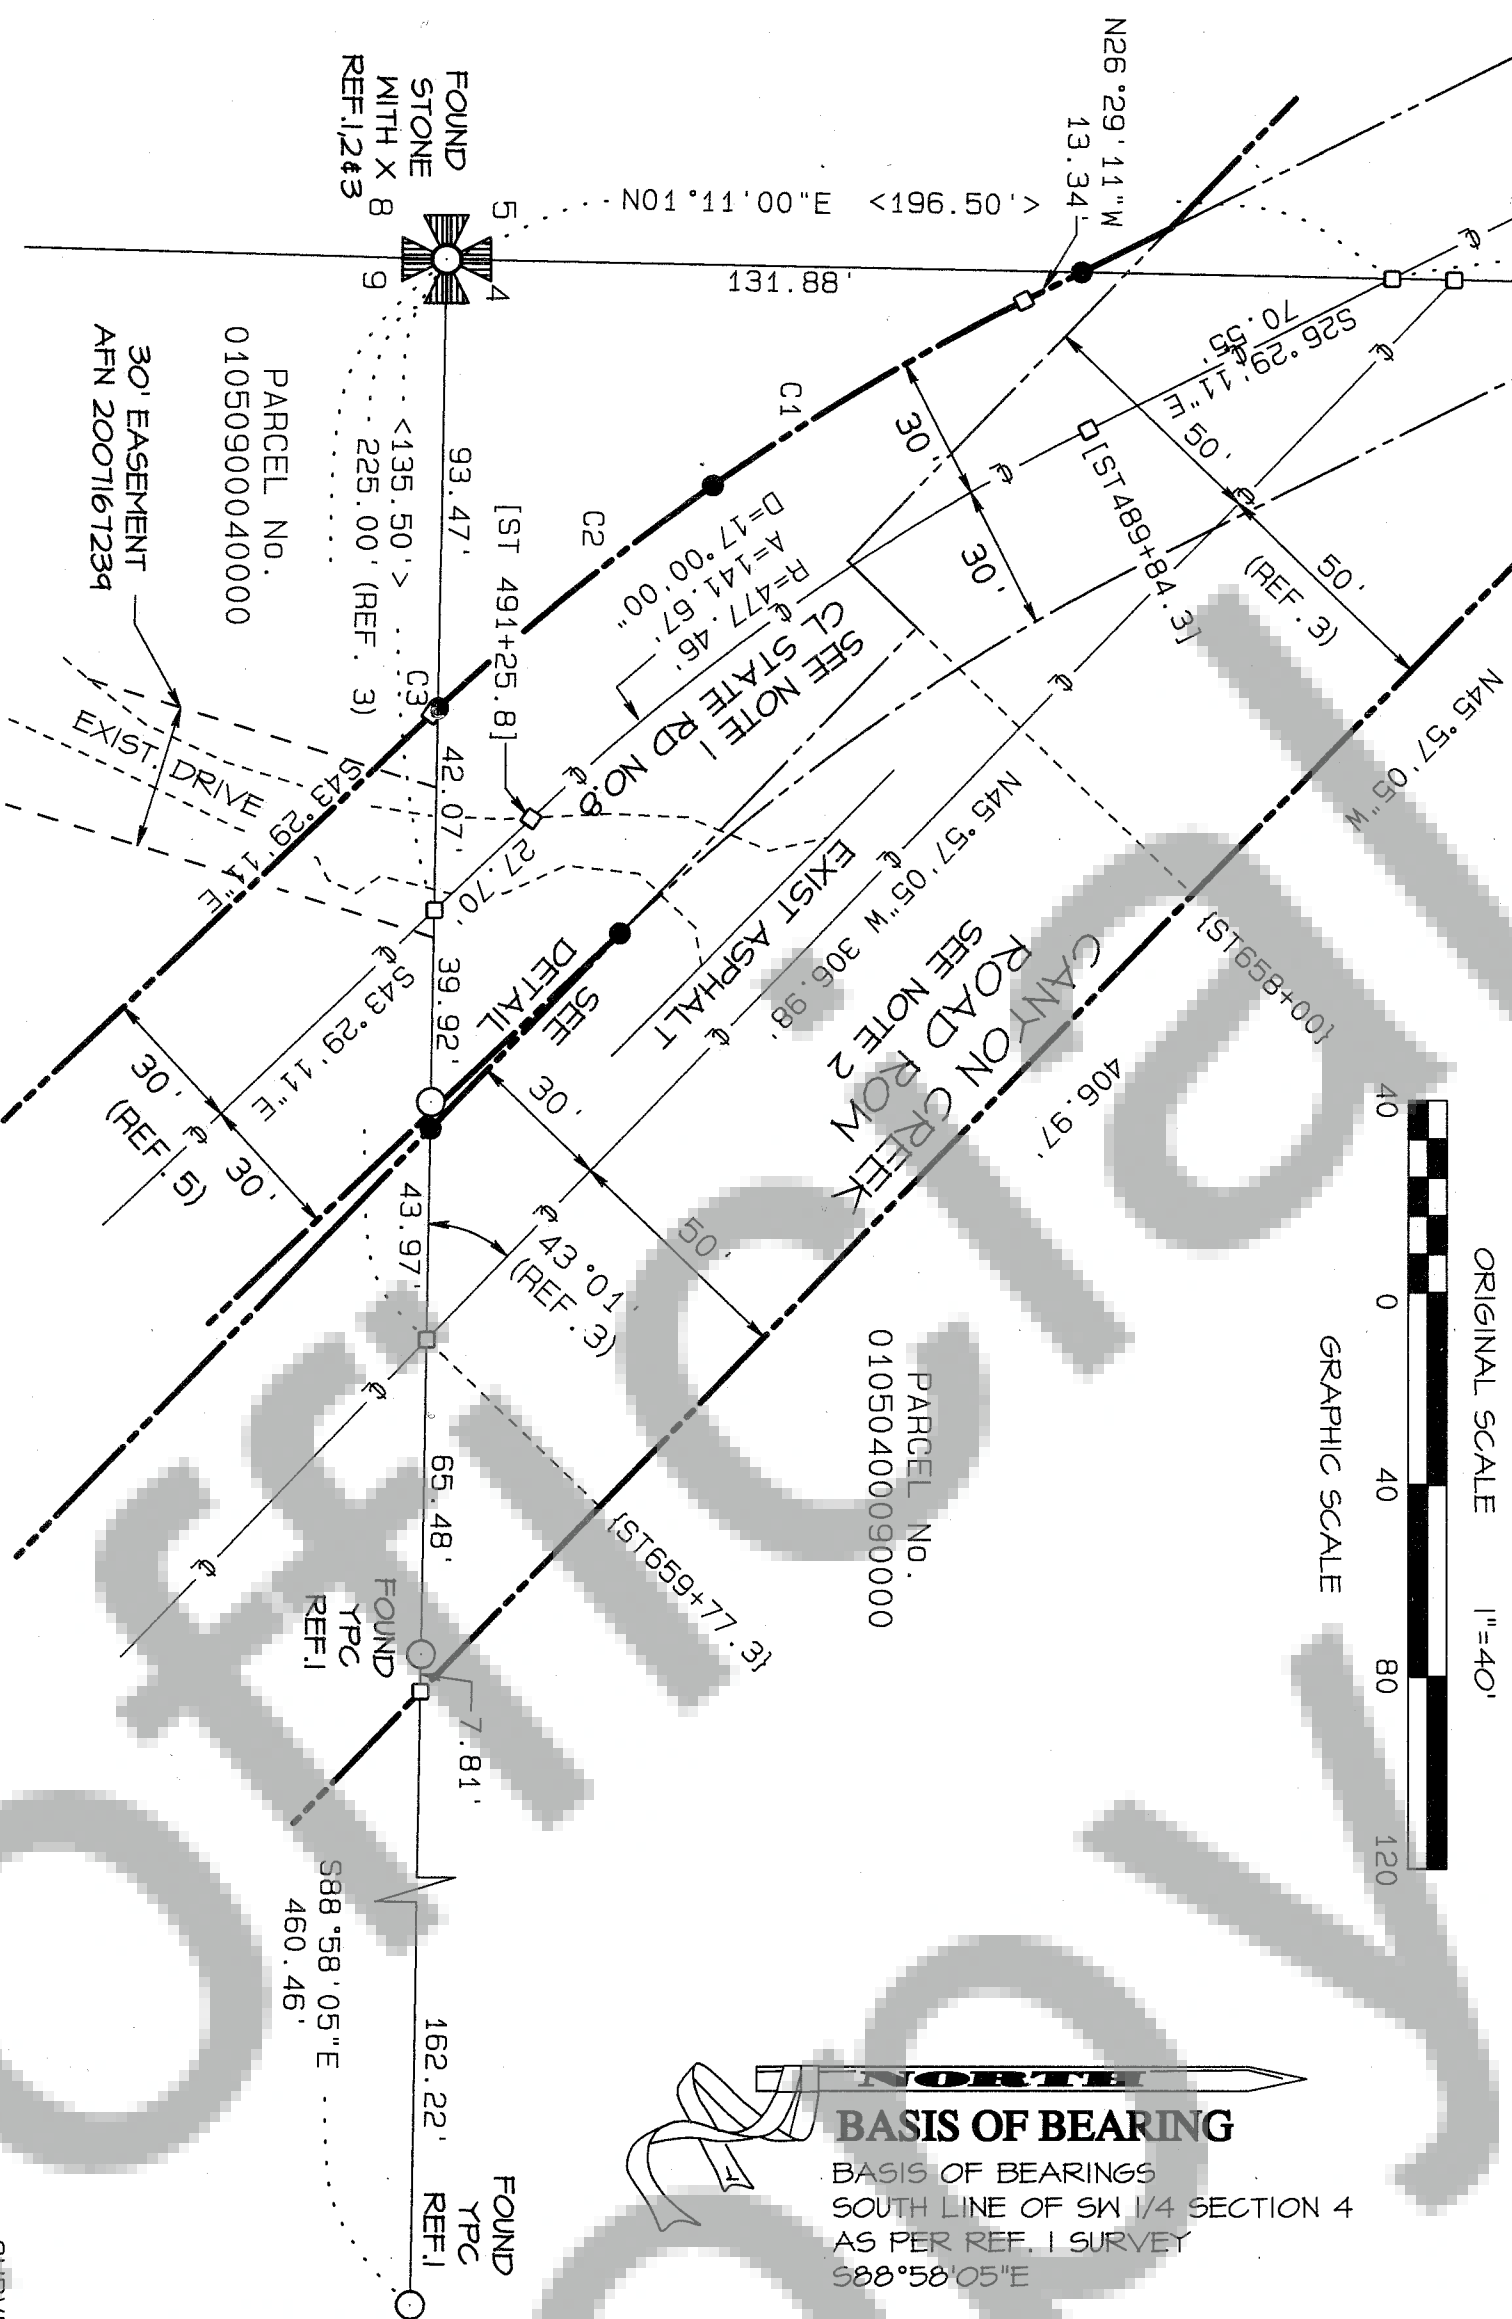 N26°29'11"W
13.34'
FOUND
STONE
WITH X
REF.1,2&3
5
8
9
4
N01°11'00"E <196.50'>
131.88'
S26°29'11"E
70.55'
[ST489+84.3]
50'
50'
(REF. 3)
30'
30'
C1
C2
C3
R=477.46'
A=141.67'
D=17°00'00"
SEE NOTE 1
CL STATE RD NO.8
[ST 491+25.8]
93.47'
<135.50'>
225.00' (REF. 3)
PARCEL No.
01050900040000
30' EASEMENT
AFN 2007167239
EXIST. DRIVE
S43°29'11"E
42.07'
27.70'
39.92'
S43°29'11"E
SEE
DETAIL
30'
30'
(REF. 5)
EXIST ASPHALT
N45°57'05"W 306.98'
CANYON CREEK
ROAD ROW
SEE NOTE 2
N45°57'05"W
406.97'
{ST658+00}
30'
50'
43.97'
43°01'
(REF. 3)
65.48'
{ST659+77.3}
PARCEL No.
01050400090000
FOUND
YPC
REF.1
7.81'
S88°58'05"E
460.46'
162.22'
FOUND
YPC
REF.1
ORIGINAL SCALE 1"=40'
40 0 40 80 120
GRAPHIC SCALE
NORTH
BASIS OF BEARING
BASIS OF BEARINGS
SOUTH LINE OF SW 1/4 SECTION 4
AS PER REF. 1 SURVEY
S88°58'05"E
Official
Copy